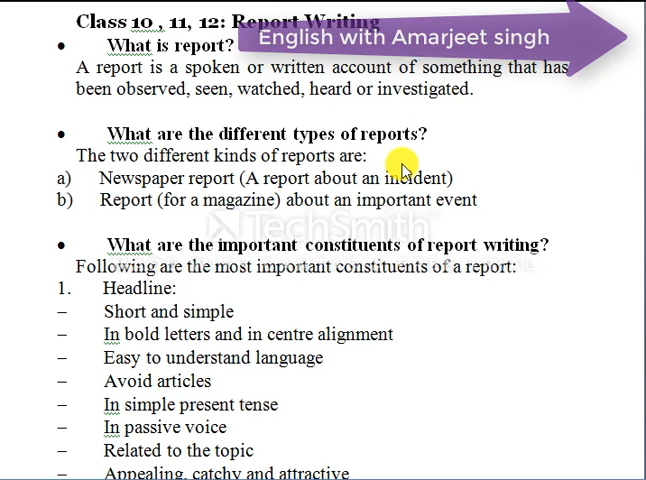 Class 10 , 11, 12: Report Writing
English with Amarjeet singh
• What is report?
A report is a spoken or written account of something that has
been observed, seen, watched, heard or investigated.
• What are the different types of reports?
The two different kinds of reports are:
a) Newspaper report (A report about an incident)
b) Report (for a magazine) about an important event
TechSmith
• What are the important constituents of report writing?
Following are the most important constituents of a report:
1. Headline:
– Short and simple
– In bold letters and in centre alignment
– Easy to understand language
– Avoid articles
– In simple present tense
– In passive voice
– Related to the topic
– Appealing, catchy and attractive